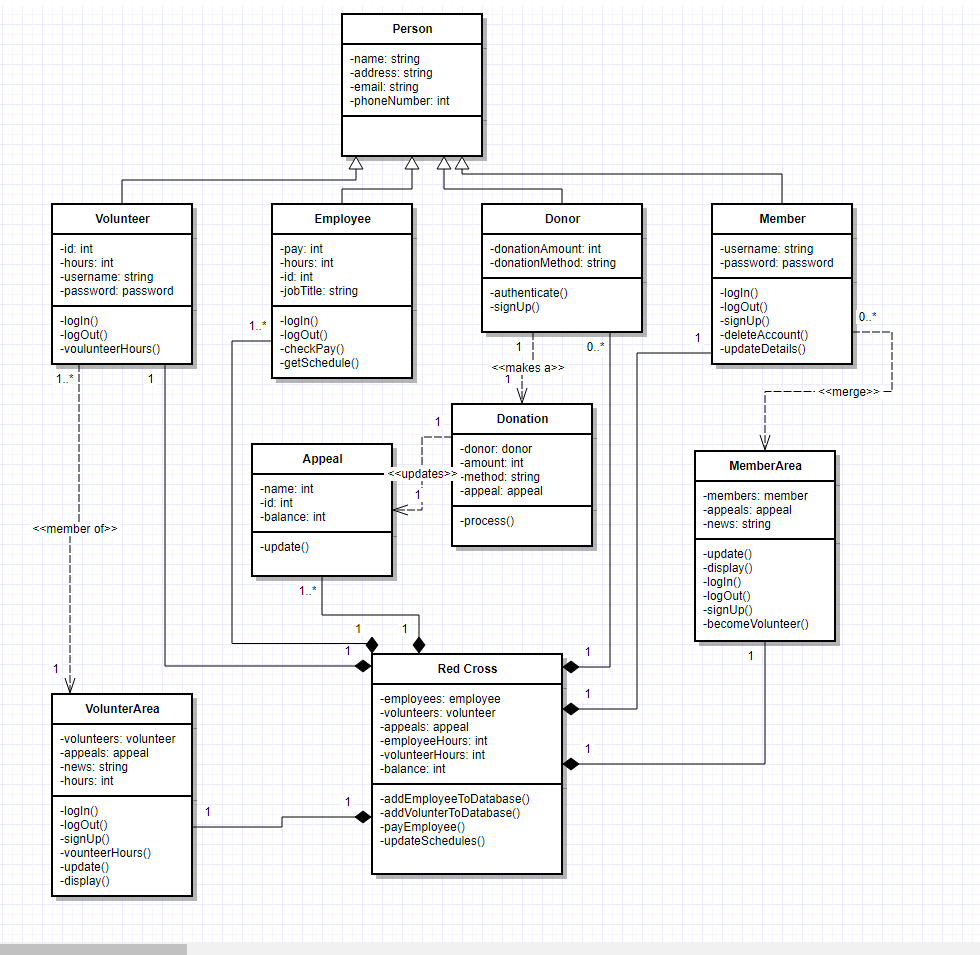 Person
-name: string
-address: string
-email: string
-phoneNumber: int
Volunteer
-id: int
-hours: int
-username: string
-password: password
-logIn()
-logOut()
-voulunteerHours()
Employee
-pay: int
-hours: int
-id: int
-jobTitle: string
-logIn()
-logOut()
-checkPay()
-getSchedule()
Donor
-donationAmount: int
-donationMethod: string
-authenticate()
-signUp()
Member
-username: string
-password: password
-logIn()
-logOut()
-signUp()
-deleteAccount()
-updateDetails()
1..*
1
1..*
1
<<makes a>>
1
0..*
1
0..*
<<merge>>
Appeal
-name: int
-id: int
-balance: int
-update()
1
<<updates>>
1
Donation
-donor: donor
-amount: int
-method: string
-appeal: appeal
-process()
MemberArea
-members: member
-appeals: appeal
-news: string
-update()
-display()
-logIn()
-logOut()
-signUp()
-becomeVolunteer()
<<member of>>
1..*
1
1
1
1
1
1
1
1
VolunterArea
-volunteers: volunteer
-appeals: appeal
-news: string
-hours: int
-logIn()
-logOut()
-signUp()
-vounteerHours()
-update()
-display()
1
1
Red Cross
-employees: employee
-volunteers: volunteer
-appeals: appeal
-employeeHours: int
-volunteerHours: int
-balance: int
-addEmployeeToDatabase()
-addVolunterToDatabase()
-payEmployee()
-updateSchedules()